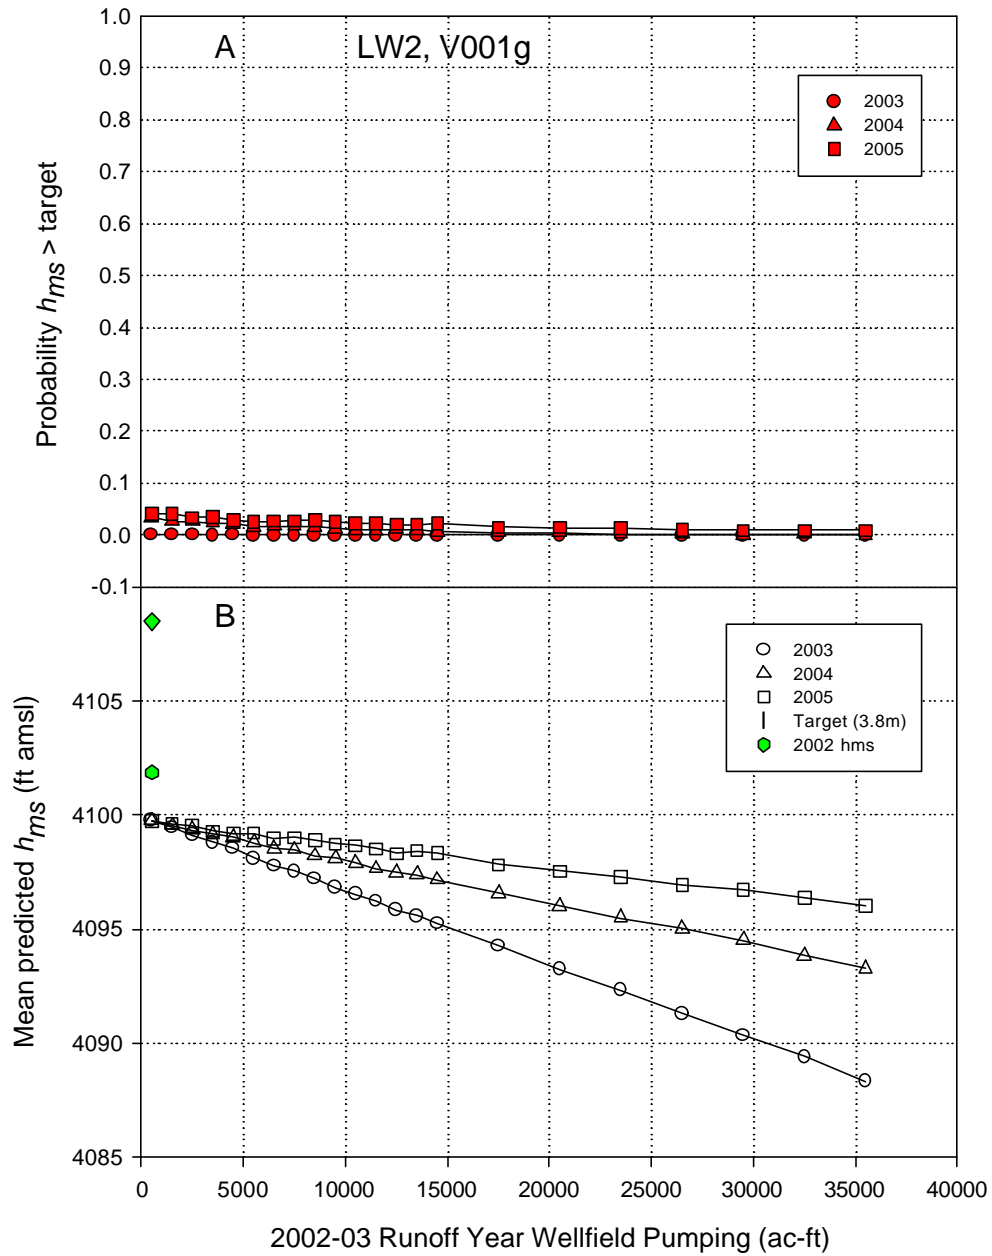 A
LW2, V001g
1.0
0.9
0.8
0.7
0.6
0.5
0.4
0.3
0.2
0.1
0.0
-0.1
Probability hms > target
2003
2004
2005
B
4105
4100
4095
4090
4085
Mean predicted hms (ft amsl)
2003
2004
2005
Target (3.8m)
2002 hms
0 5000 10000 15000 20000 25000 30000 35000 40000
2002-03 Runoff Year Wellfield Pumping (ac-ft)